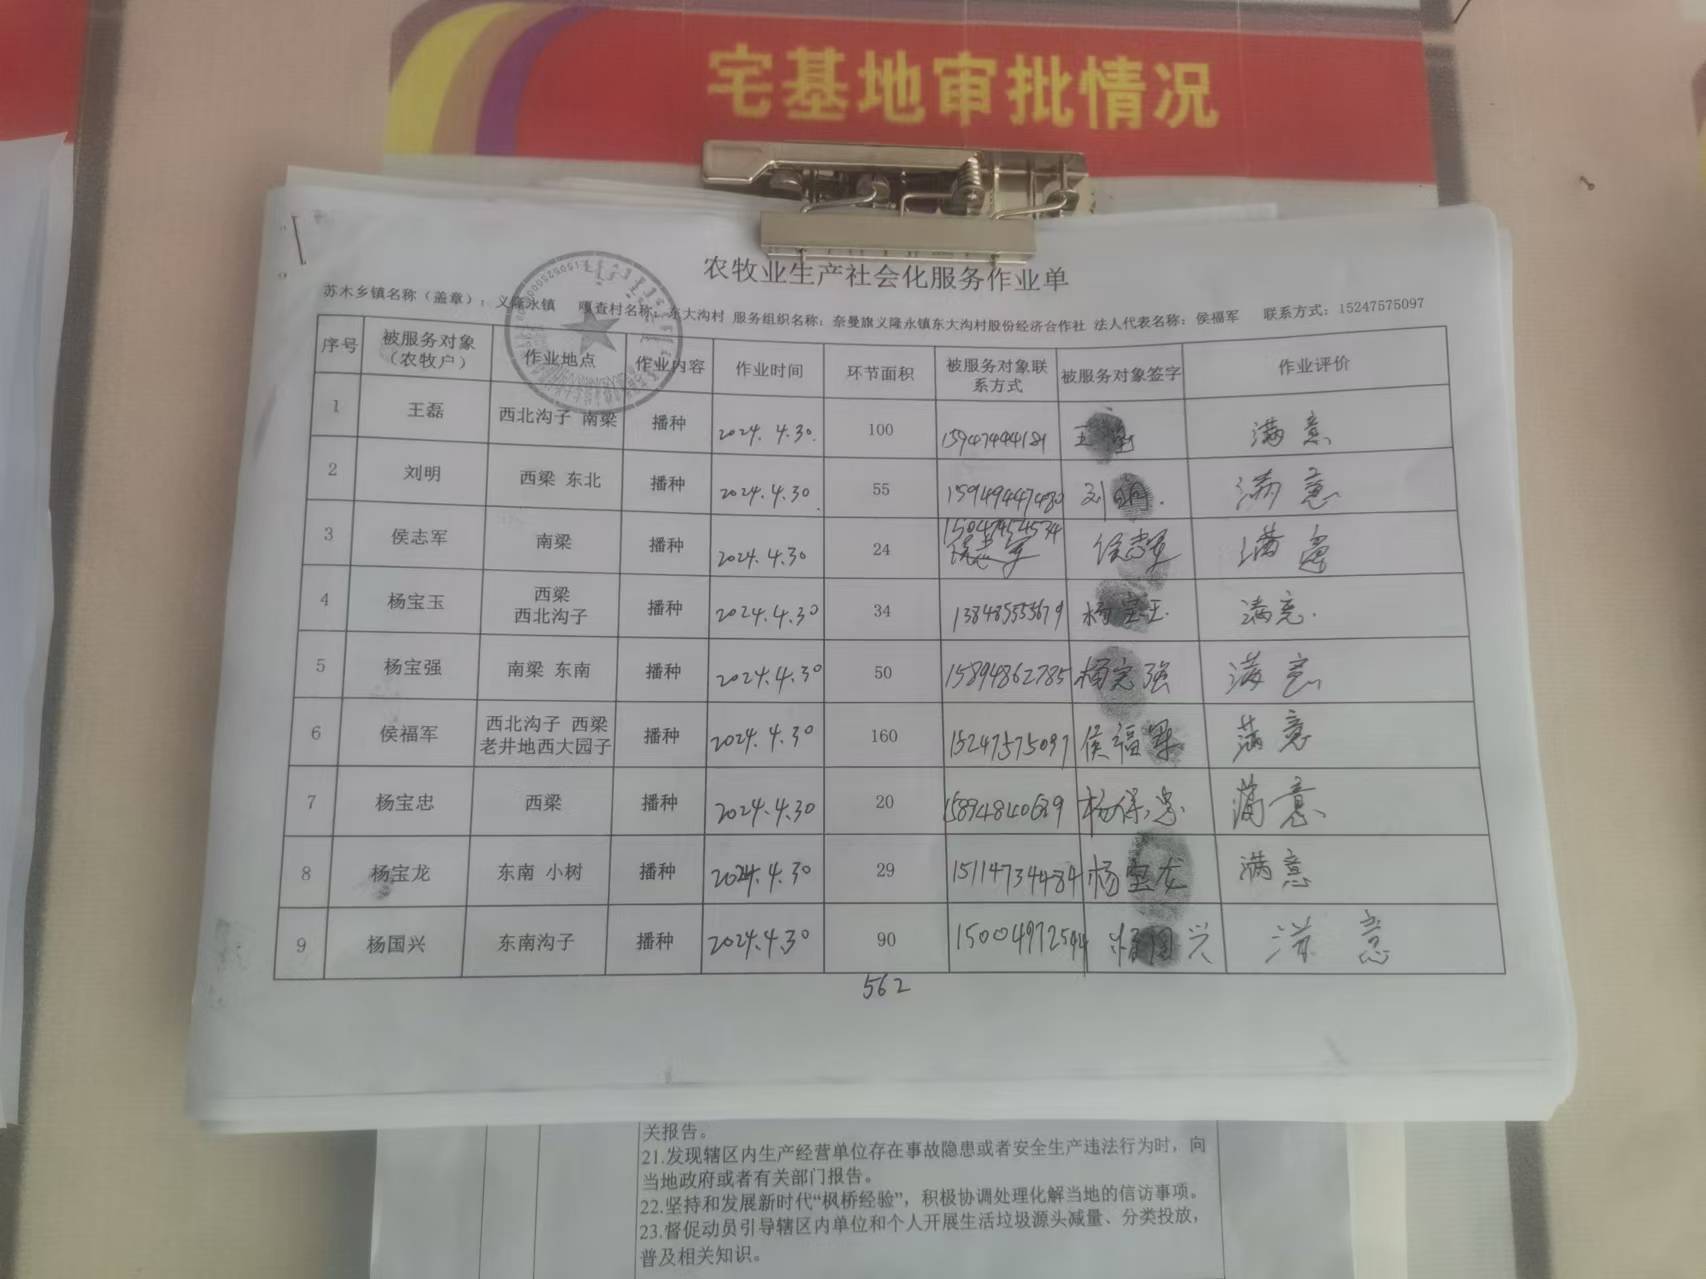 宅基地审批情况
农牧业生产社会化服务作业单
苏木乡镇名称（盖章）：义隆永镇 嘎查村名称：东大沟村 服务组织名称：奈曼旗义隆永镇东大沟村股份经济合作社 法人代表名称：侯福军 联系方式：15247575097
序号 被服务对象（农牧户） 作业地点 作业内容 作业时间 环节面积 被服务对象联系方式 被服务对象签字 作业评价
1 王磊 西北沟子 南梁 播种 2024.4.30. 100 满意
2 刘明 西梁 东北 播种 2024.4.30. 55 刘明. 满意
3 侯志军 南梁 播种 2024.4.30 24 侯志军 侯志军 满意
4 杨宝玉 西梁 西北沟子 播种 2024.4.30 34 13848555679 杨宝玉 满意.
5 杨宝强 南梁 东南 播种 2024.4.30 50 15894862785 杨宝强 满意
6 侯福军 西北沟子 西梁 老井地西大园子 播种 2024.4.30 160 15247575097 侯福军 满意
7 杨宝忠 西梁 播种 2024.4.30 20 杨保忠 满意
8 杨宝龙 东南 小树 播种 2024.4.30 29 15114734484 杨宝龙 满意
9 杨国兴 东南沟子 播种 2024.4.30 90 杨国兴 满意
562
关报告。
21.发现辖区内生产经营单位存在事故隐患或者安全生产违法行为时，向
当地政府或者有关部门报告。
22.坚持和发展新时代“枫桥经验”，积极协调处理化解当地的信访事项。
23.督促动员引导辖区内单位和个人开展生活垃圾源头减量、分类投放，
普及相关知识。